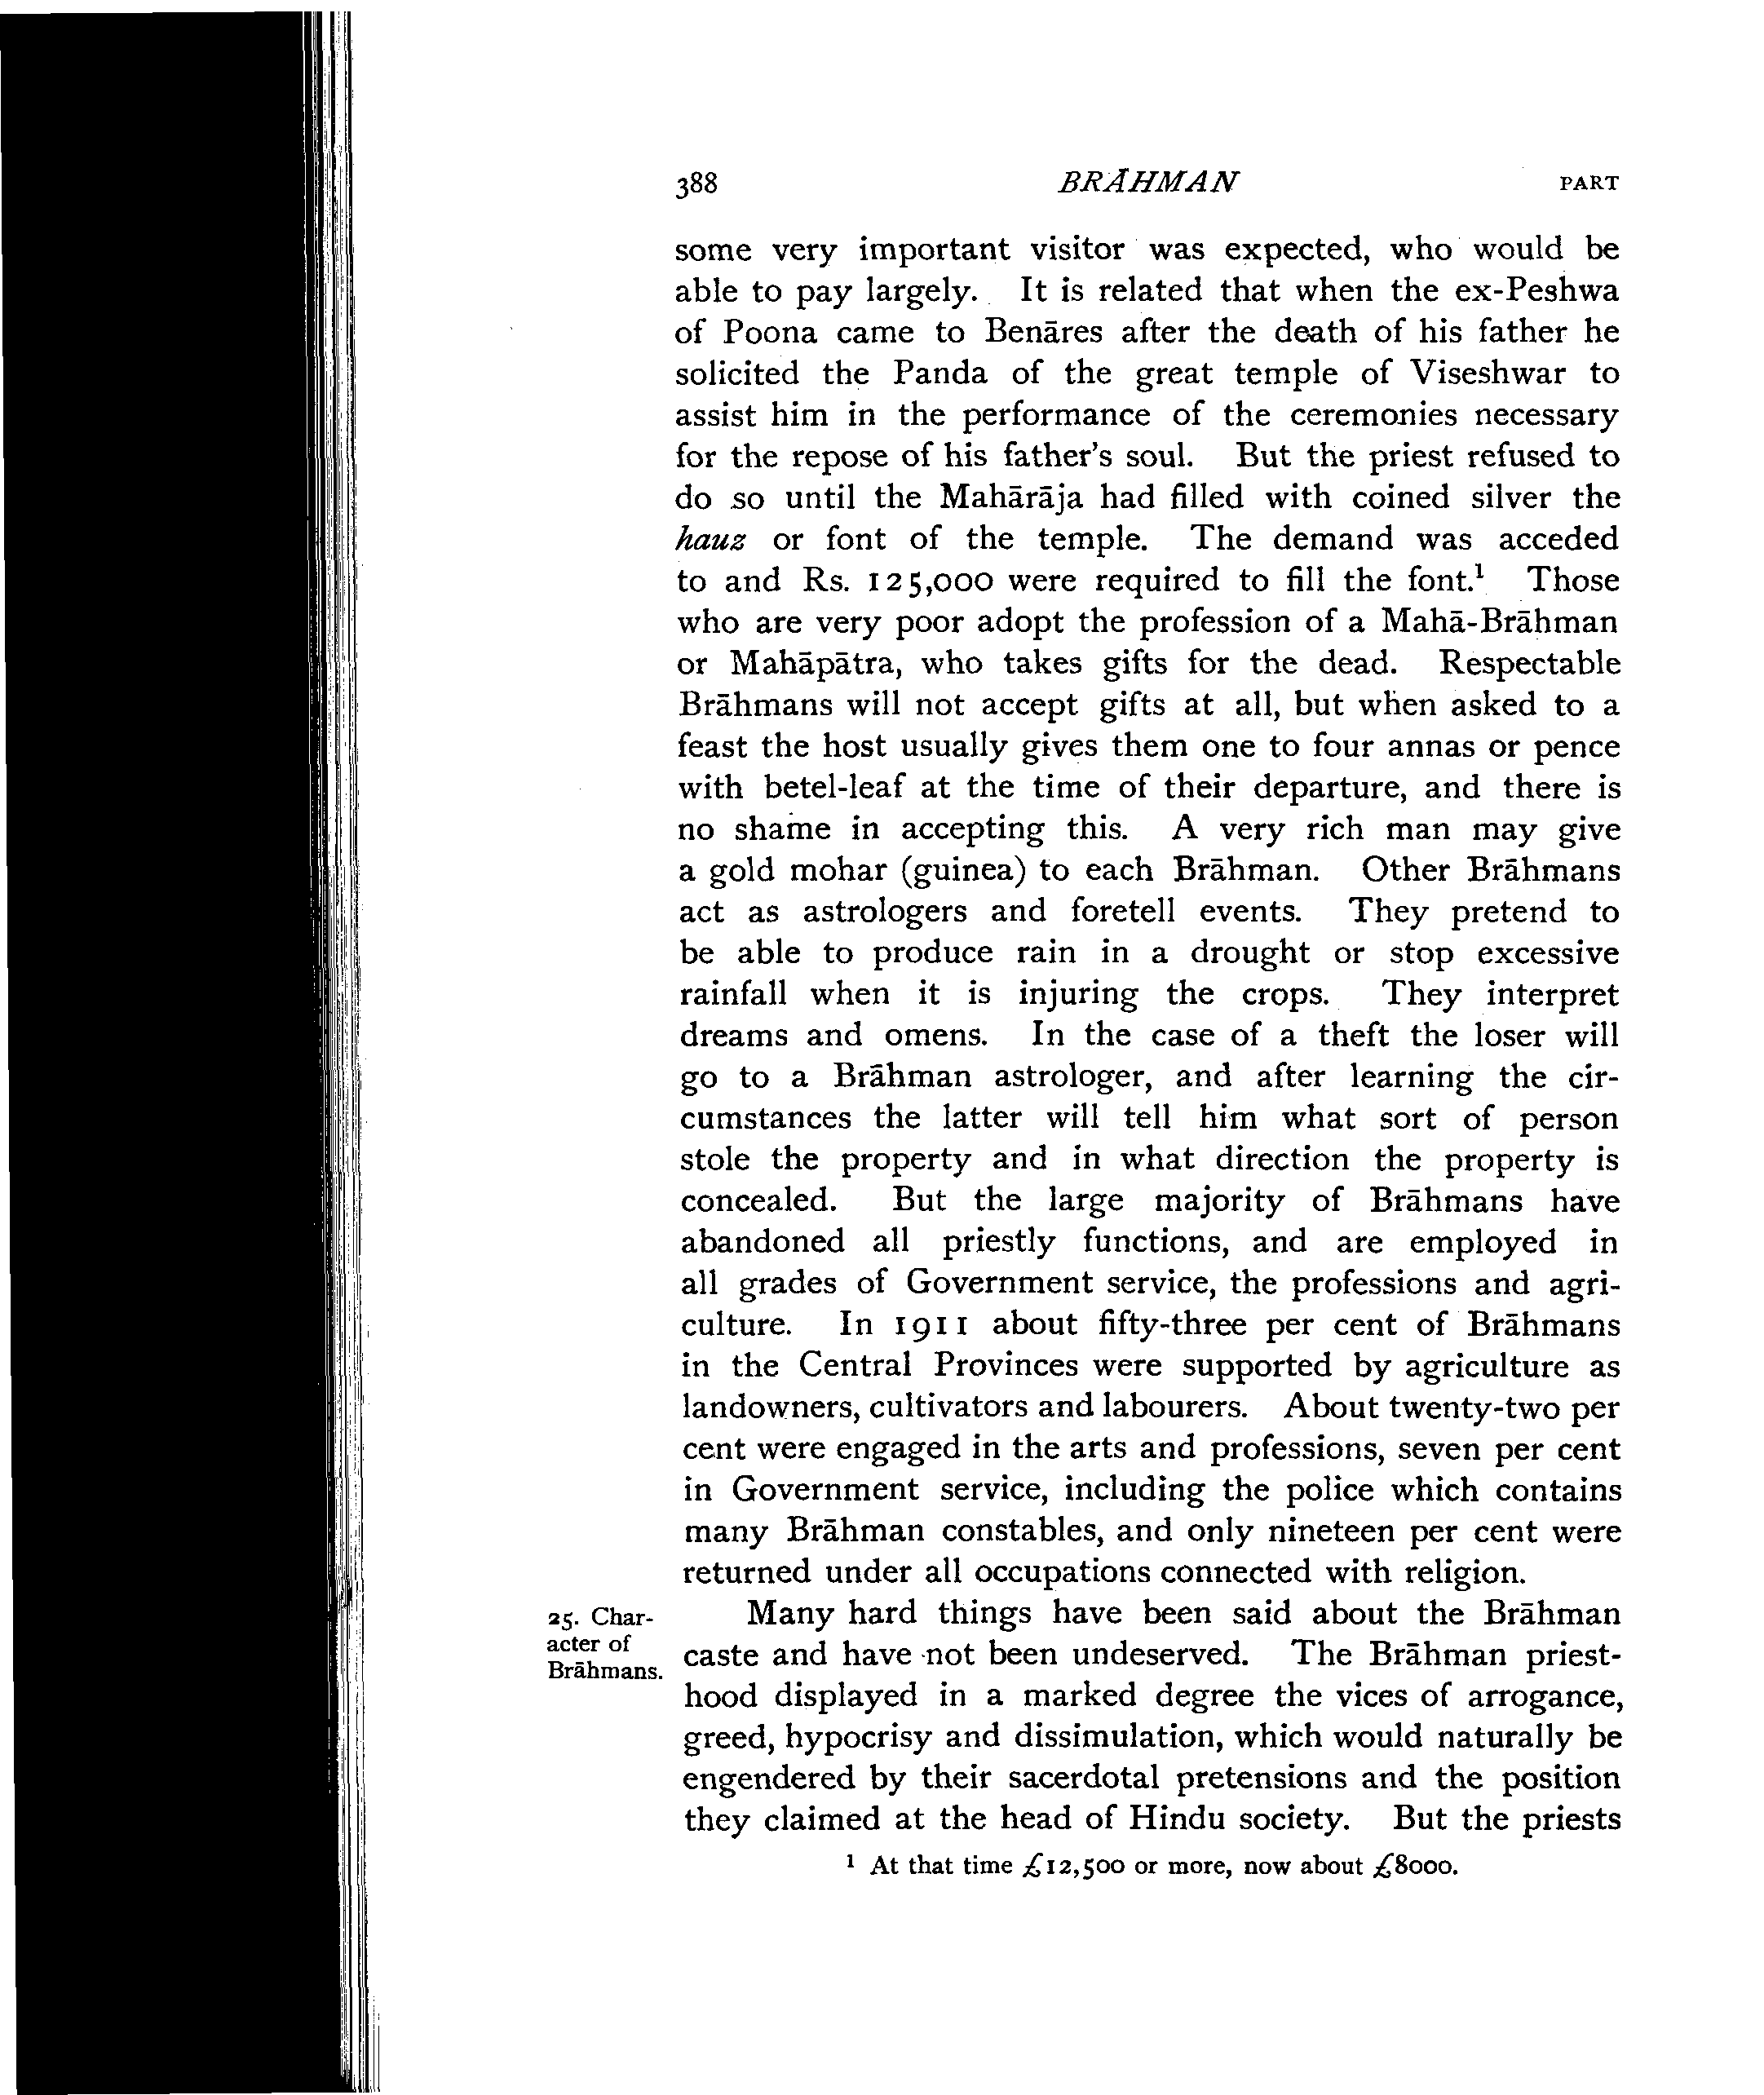 388 BRĀHMAN PART
some very important visitor was expected, who would be
able to pay largely. It is related that when the ex-Peshwa
of Poona came to Benāres after the death of his father he
solicited the Panda of the great temple of Viseshwar to
assist him in the performance of the ceremonies necessary
for the repose of his father's soul. But the priest refused to
do so until the Mahārāja had filled with coined silver the
hauz or font of the temple. The demand was acceded
to and Rs. 125,000 were required to fill the font.¹ Those
who are very poor adopt the profession of a Mahā-Brāhman
or Mahāpātra, who takes gifts for the dead. Respectable
Brāhmans will not accept gifts at all, but when asked to a
feast the host usually gives them one to four annas or pence
with betel-leaf at the time of their departure, and there is
no shame in accepting this. A very rich man may give
a gold mohar (guinea) to each Brāhman. Other Brāhmans
act as astrologers and foretell events. They pretend to
be able to produce rain in a drought or stop excessive
rainfall when it is injuring the crops. They interpret
dreams and omens. In the case of a theft the loser will
go to a Brāhman astrologer, and after learning the cir-
cumstances the latter will tell him what sort of person
stole the property and in what direction the property is
concealed. But the large majority of Brāhmans have
abandoned all priestly functions, and are employed in
all grades of Government service, the professions and agri-
culture. In 1911 about fifty-three per cent of Brāhmans
in the Central Provinces were supported by agriculture as
landowners, cultivators and labourers. About twenty-two per
cent were engaged in the arts and professions, seven per cent
in Government service, including the police which contains
many Brāhman constables, and only nineteen per cent were
returned under all occupations connected with religion.
25. Char-
acter of
Brāhmans.
Many hard things have been said about the Brāhman
caste and have not been undeserved. The Brāhman priest-
hood displayed in a marked degree the vices of arrogance,
greed, hypocrisy and dissimulation, which would naturally be
engendered by their sacerdotal pretensions and the position
they claimed at the head of Hindu society. But the priests
¹ At that time £12,500 or more, now about £8000.